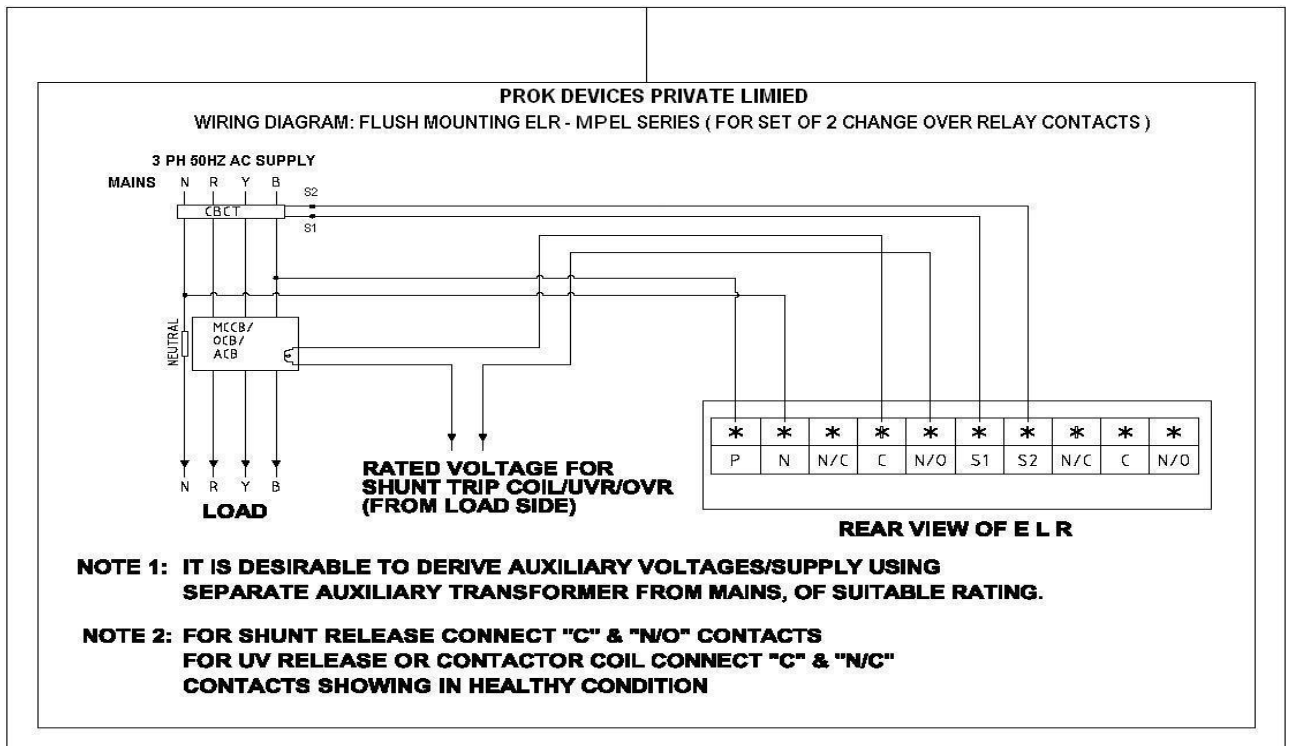 PROK DEVICES PRIVATE LIMIED
WIRING DIAGRAM: FLUSH MOUNTING ELR - MPEL SERIES ( FOR SET OF 2 CHANGE OVER RELAY CONTACTS )
3 PH 50HZ AC SUPPLY
MAINS N R Y B
S2
CBCT
S1
NEUTRAL
MCCB/
OCB/
ACB
* * * * * * * * * *
P N N/C C N/O S1 S2 N/C C N/O
N R Y B
LOAD
RATED VOLTAGE FOR
SHUNT TRIP COIL/UVR/OVR
(FROM LOAD SIDE)
REAR VIEW OF E L R
NOTE 1: IT IS DESIRABLE TO DERIVE AUXILIARY VOLTAGES/SUPPLY USING
SEPARATE AUXILIARY TRANSFORMER FROM MAINS, OF SUITABLE RATING.
NOTE 2: FOR SHUNT RELEASE CONNECT "C" & "N/O" CONTACTS
FOR UV RELEASE OR CONTACTOR COIL CONNECT "C" & "N/C"
CONTACTS SHOWING IN HEALTHY CONDITION